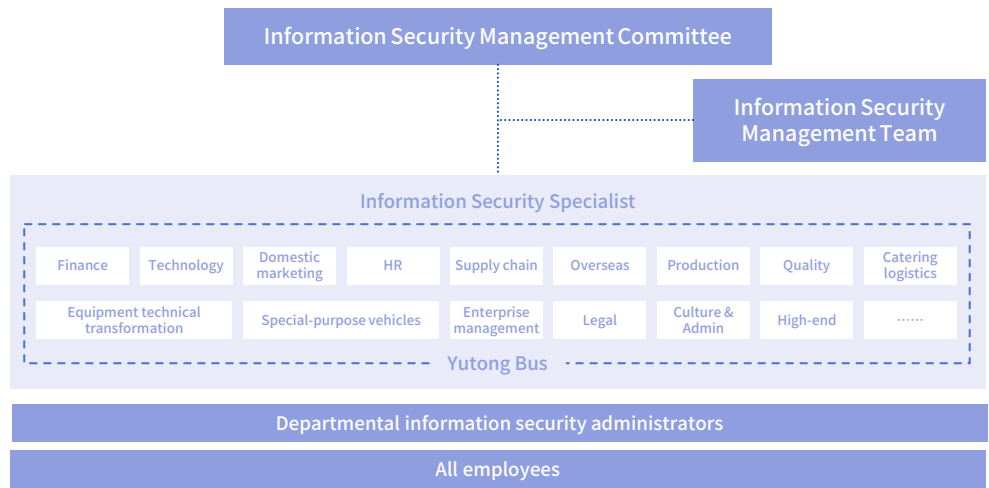 Information Security Management Committee
Information Security
Management Team
Information Security Specialist
Finance
Technology
Domestic
marketing
HR
Supply chain
Overseas
Production
Quality
Catering
logistics
Equipment technical
transformation
Special-purpose vehicles
Enterprise
management
Legal
Culture &
Admin
High-end
······
Yutong Bus
Departmental information security administrators
All employees